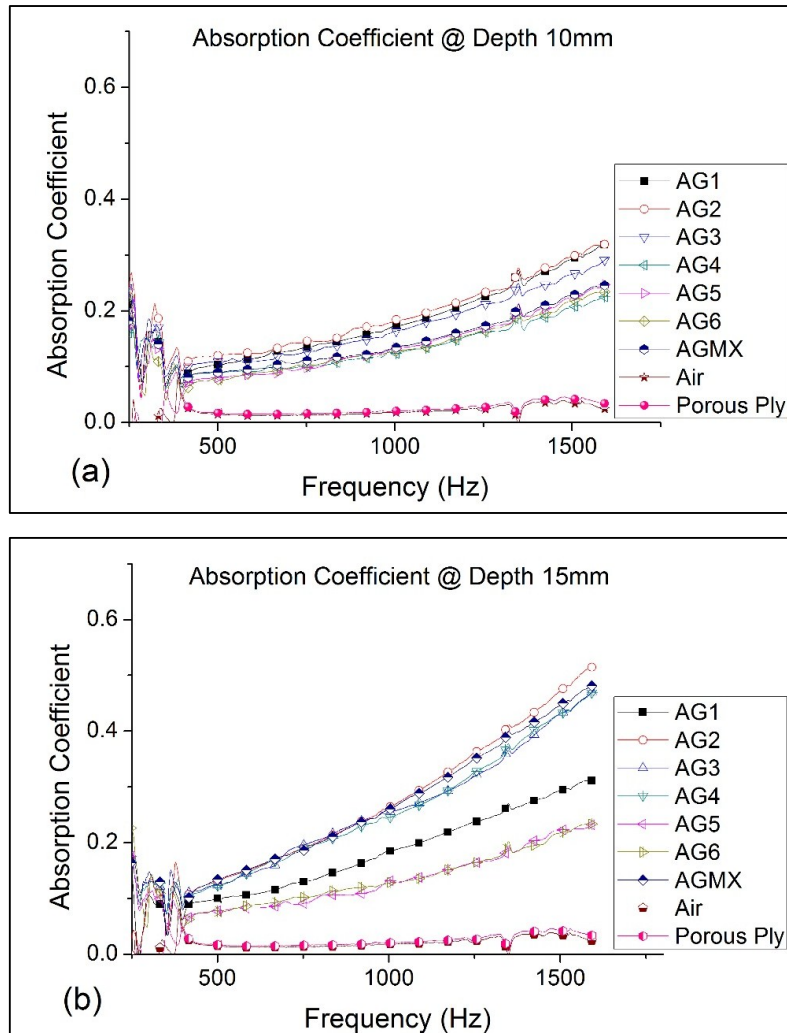 Absorption Coefficient @ Depth 10mm
Absorption Coefficient
0.6
0.4
0.2
0.0
AG1
AG2
AG3
AG4
AG5
AG6
AGMX
Air
Porous Ply
500
1000
1500
Frequency (Hz)
(a)
Absorption Coefficient @ Depth 15mm
Absorption Coefficient
0.6
0.4
0.2
0.0
AG1
AG2
AG3
AG4
AG5
AG6
AGMX
Air
Porous Ply
500
1000
1500
Frequency (Hz)
(b)